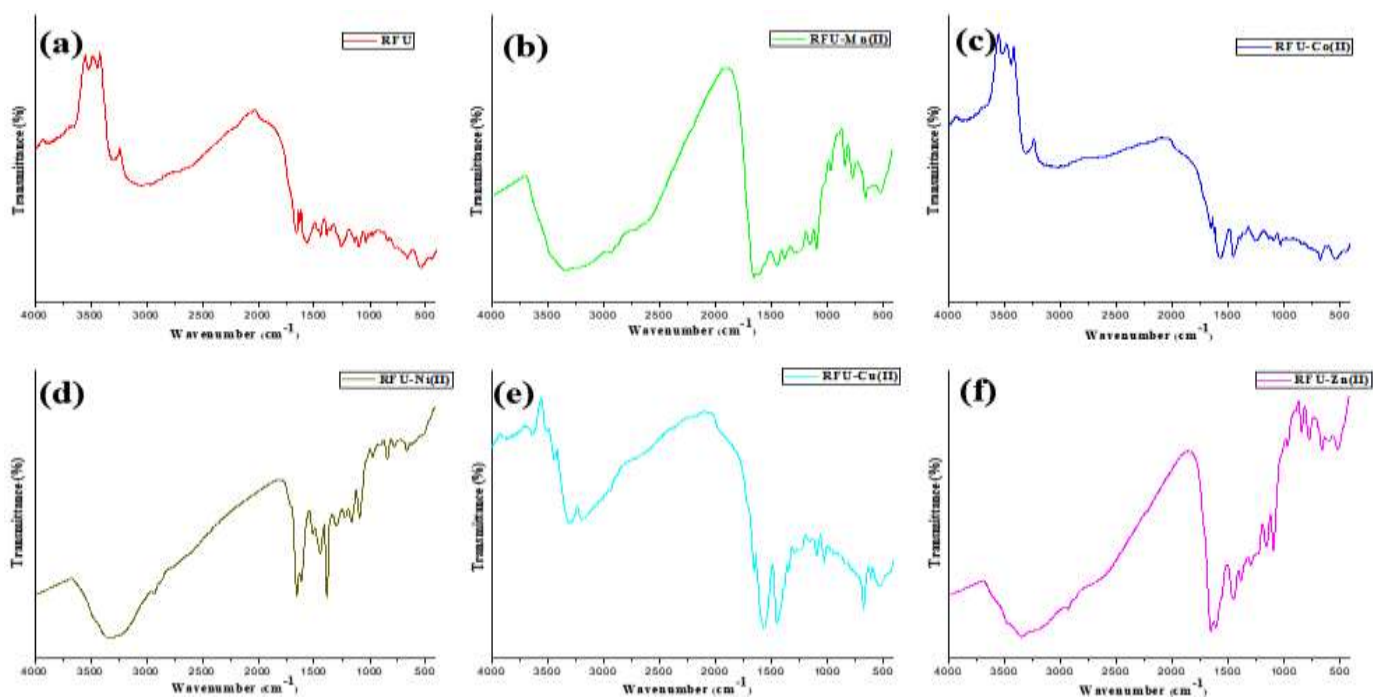 (a)
RFU
Transmittance (%)
4000 3500 3000 2500 2000 1500 1000 500
Wavenumber (cm-1)
(b)
RFU-Mn(II)
Transmittance (%)
4000 3500 3000 2500 2000 1500 1000 500
Wavenumber (cm-1)
(c)
RFU-Co(II)
Transmittance (%)
4000 3500 3000 2500 2000 1500 1000 500
Wavenumber (cm-1)
(d)
RFU-Ni(II)
Transmittance (%)
4000 3500 3000 2500 2000 1500 1000 500
Wavenumber (cm-1)
(e)
RFU-Cu(II)
Transmittance (%)
4000 3500 3000 2500 2000 1500 1000 500
Wavenumber (cm-1)
(f)
RFU-Zn(II)
Transmittance (%)
4000 3500 3000 2500 2000 1500 1000 500
Wavenumber (cm-1)